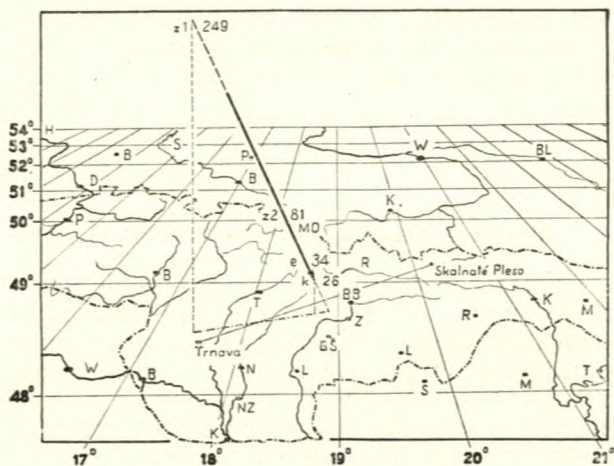 z1 249
54°
H
S
W
BL
53°
B
P
52°
D
Z
B
51°
K
50°
P
z2 81
MO
e
34
R
Skalnaté Pleso
B
k
26
49°
T
BB
K
M
Z
R
Trnava
BŠ
W
B
N
L
L
T
48°
NZ
S
M
K
17°
18°
19°
20°
21°